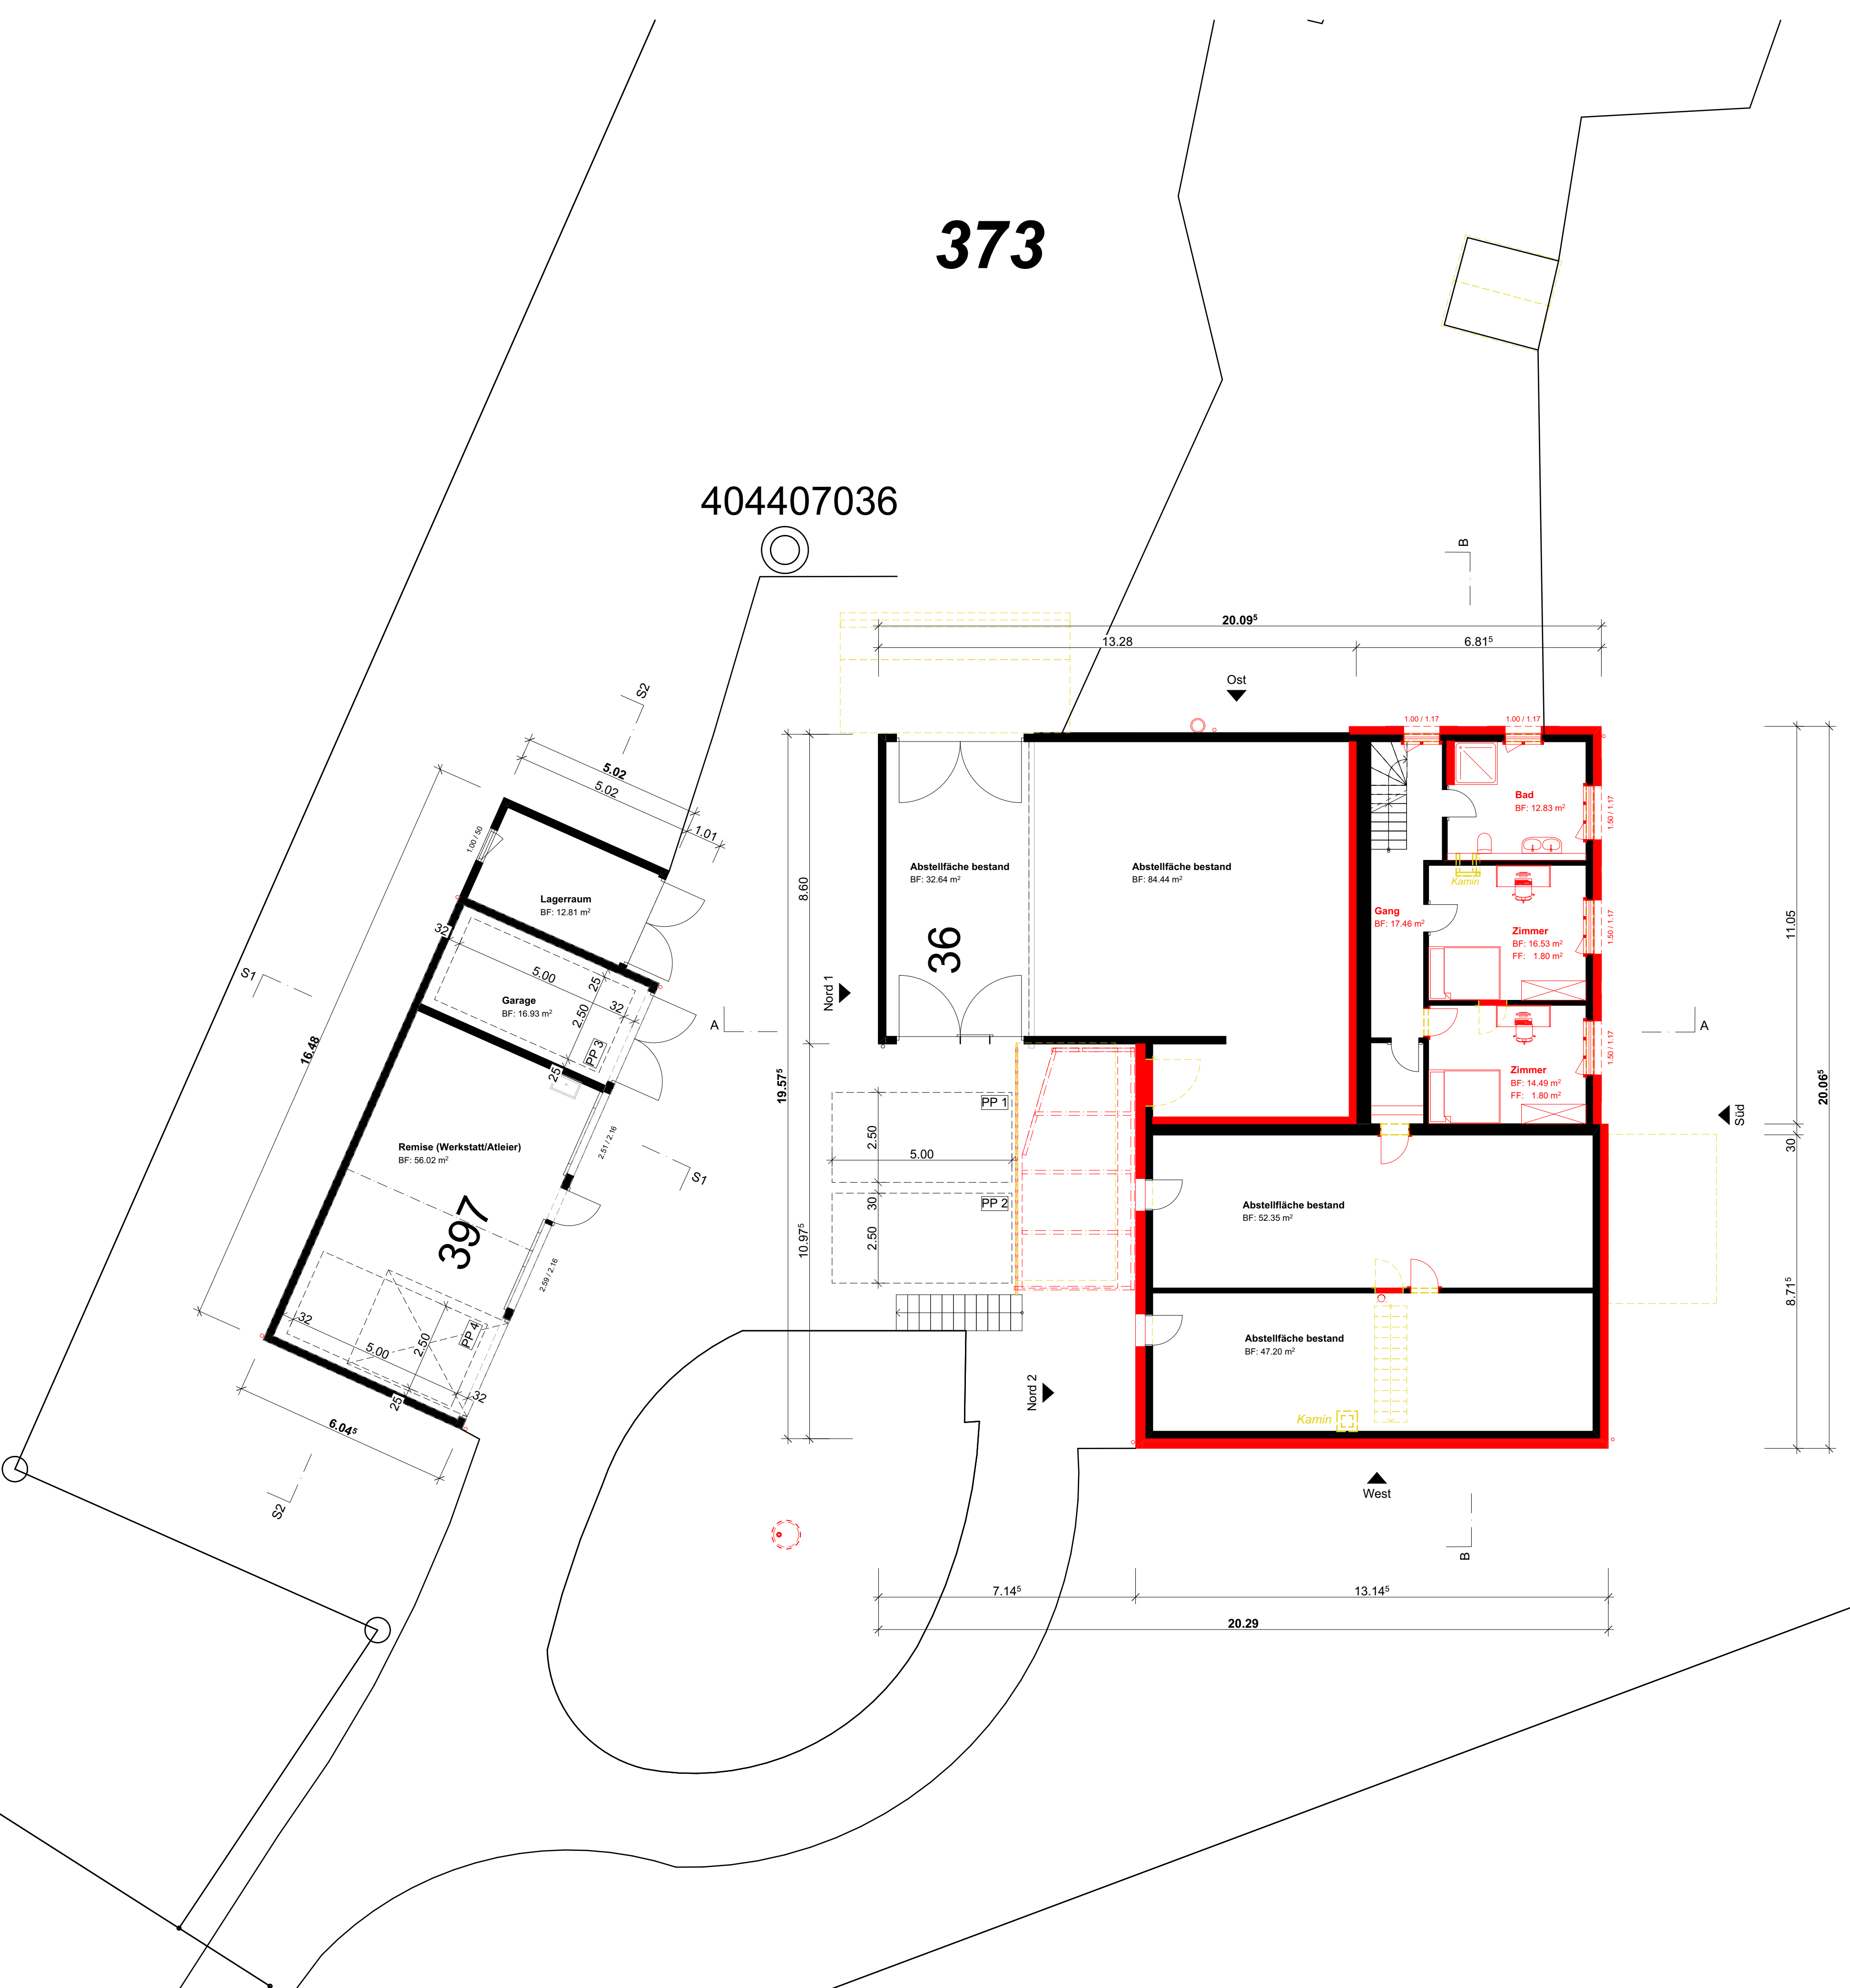 373
404407036
B
20.09⁵
13.28
6.81⁵
Ost
S2
5.02
5.02
1.01
1.00 / 50
1.00 / 1.17
1.00 / 1.17
Bad
BF: 12.83 m²
1.50 / 1.17
Abstellfäche bestand
BF: 32.64 m²
Abstellfäche bestand
BF: 84.44 m²
36
8.60
Kamin
Gang
BF: 17.46 m²
Zimmer
BF: 16.53 m²
FF: 1.80 m²
1.50 / 1.17
11.05
Lagerraum
BF: 12.81 m²
32
5.00
25
Garage
BF: 16.93 m²
2.50
32
PP 3
25
S1
16.48
Nord 1
A
A
Zimmer
BF: 14.49 m²
FF: 1.80 m²
1.50 / 1.17
19.57⁵
20.06⁵
Süd
PP 1
2.50
5.00
30
PP 2
2.50
10.97⁵
30
8.71⁵
Remise (Werkstatt/Atleier)
BF: 56.02 m²
2.51 / 2.16
S1
397
2.59 / 2.16
32
5.00
2.50
PP 4
32
25
6.04⁵
S2
Abstellfläche bestand
BF: 52.35 m²
Abstellfäche bestand
BF: 47.20 m²
Kamin
Nord 2
West
B
7.14⁵
13.14⁵
20.29